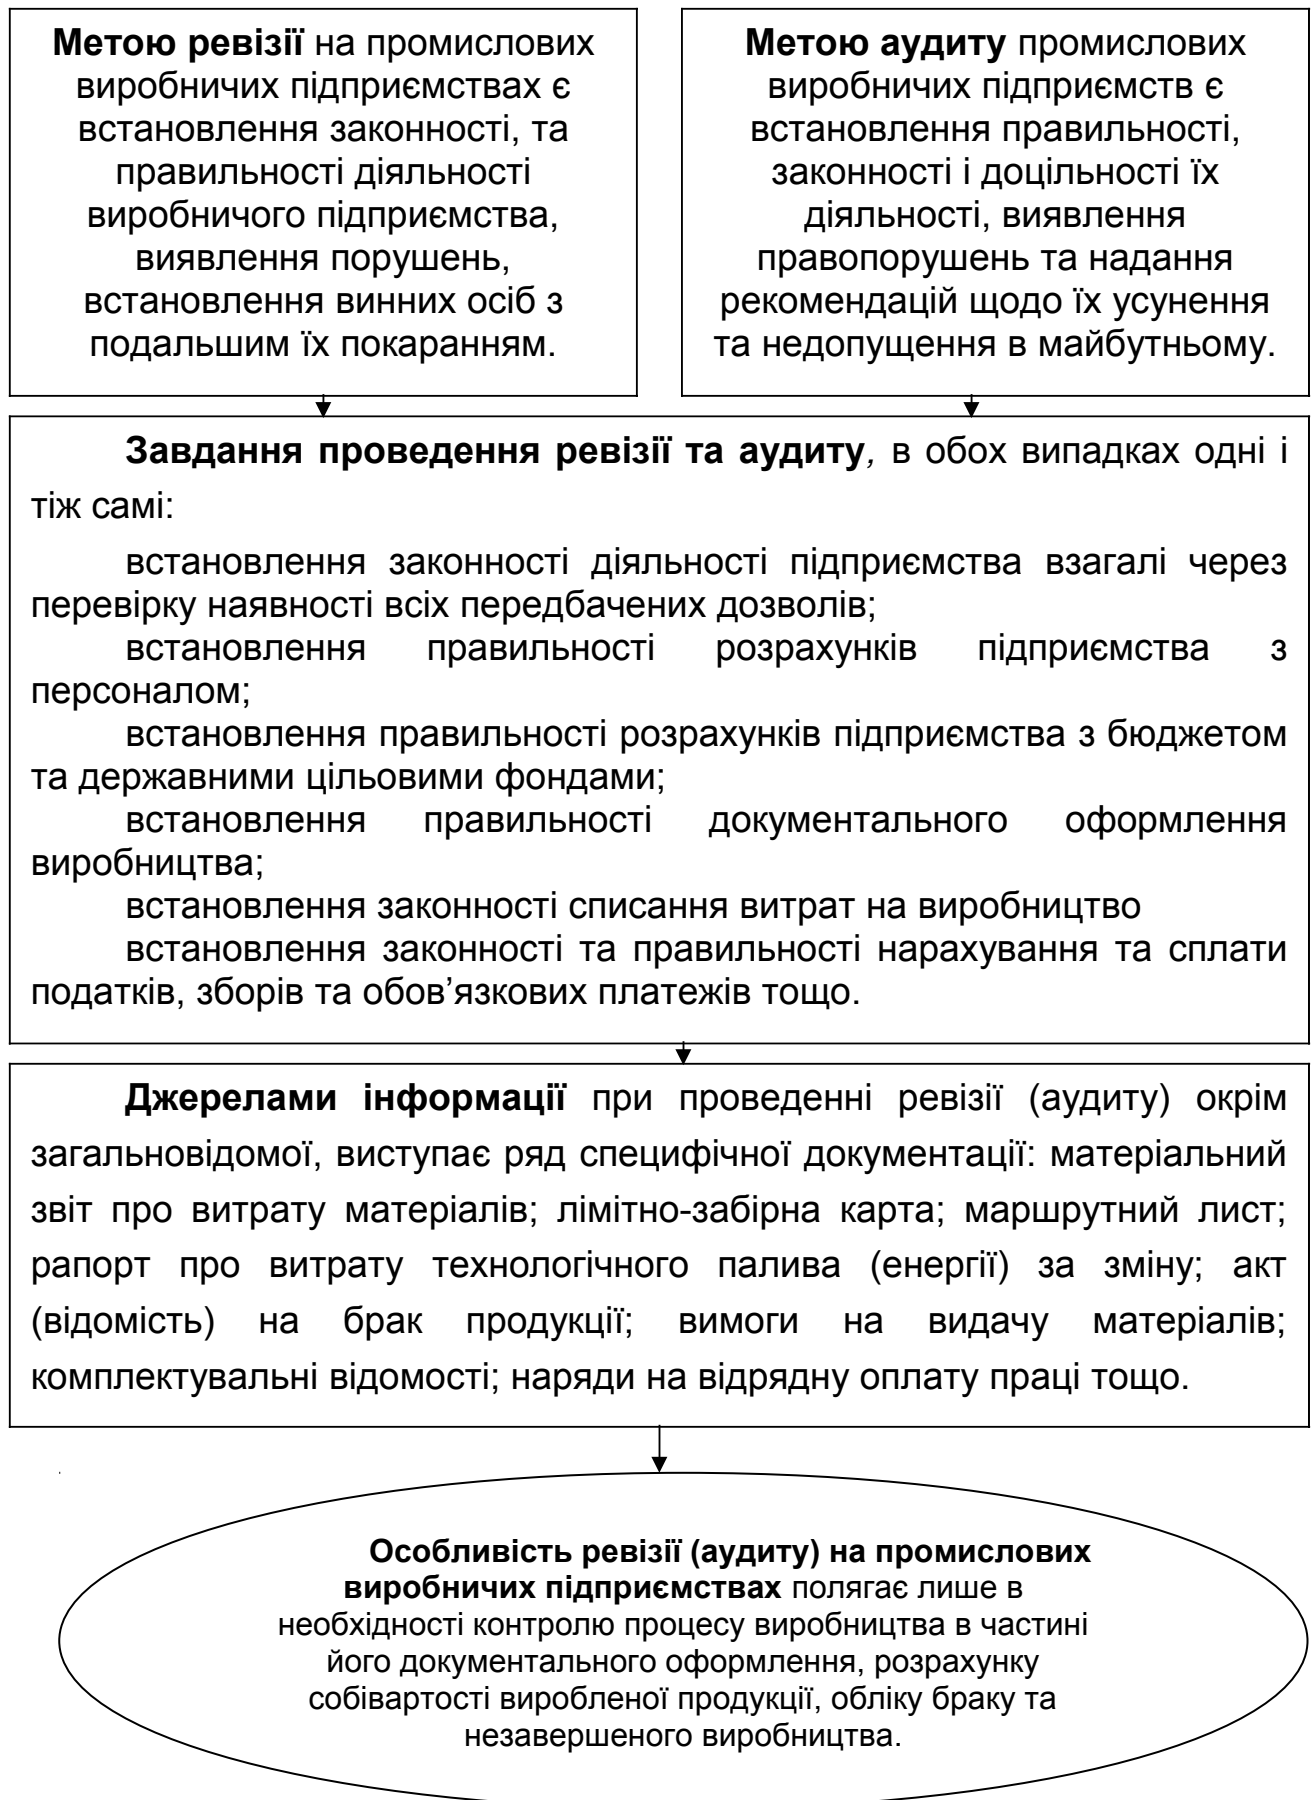 Метою ревізії на промислових
виробничих підприємствах є
встановлення законності, та
правильності діяльності
виробничого підприємства,
виявлення порушень,
встановлення винних осіб з
подальшим їх покаранням.
Метою аудиту промислових
виробничих підприємств є
встановлення правильності,
законності і доцільності їх
діяльності, виявлення
правопорушень та надання
рекомендацій щодо їх усунення
та недопущення в майбутньому.
Завдання проведення ревізії та аудиту, в обох випадках одні і
тіж самі:
встановлення законності діяльності підприємства взагалі через
перевірку наявності всіх передбачених дозволів;
встановлення правильності розрахунків підприємства з
персоналом;
встановлення правильності розрахунків підприємства з бюджетом
та державними цільовими фондами;
встановлення правильності документального оформлення
виробництва;
встановлення законності списання витрат на виробництво
встановлення законності та правильності нарахування та сплати
податків, зборів та обов’язкових платежів тощо.
Джерелами інформації при проведенні ревізії (аудиту) окрім
загальновідомої, виступає ряд специфічної документації: матеріальний
звіт про витрату матеріалів; лімітно-забірна карта; маршрутний лист;
рапорт про витрату технологічного палива (енергії) за зміну; акт
(відомість) на брак продукції; вимоги на видачу матеріалів;
комплектувальні відомості; наряди на відрядну оплату праці тощо.
Особливість ревізії (аудиту) на промислових
виробничих підприємствах полягає лише в
необхідності контролю процесу виробництва в частині
його документального оформлення, розрахунку
собівартості виробленої продукції, обліку браку та
незавершеного виробництва.